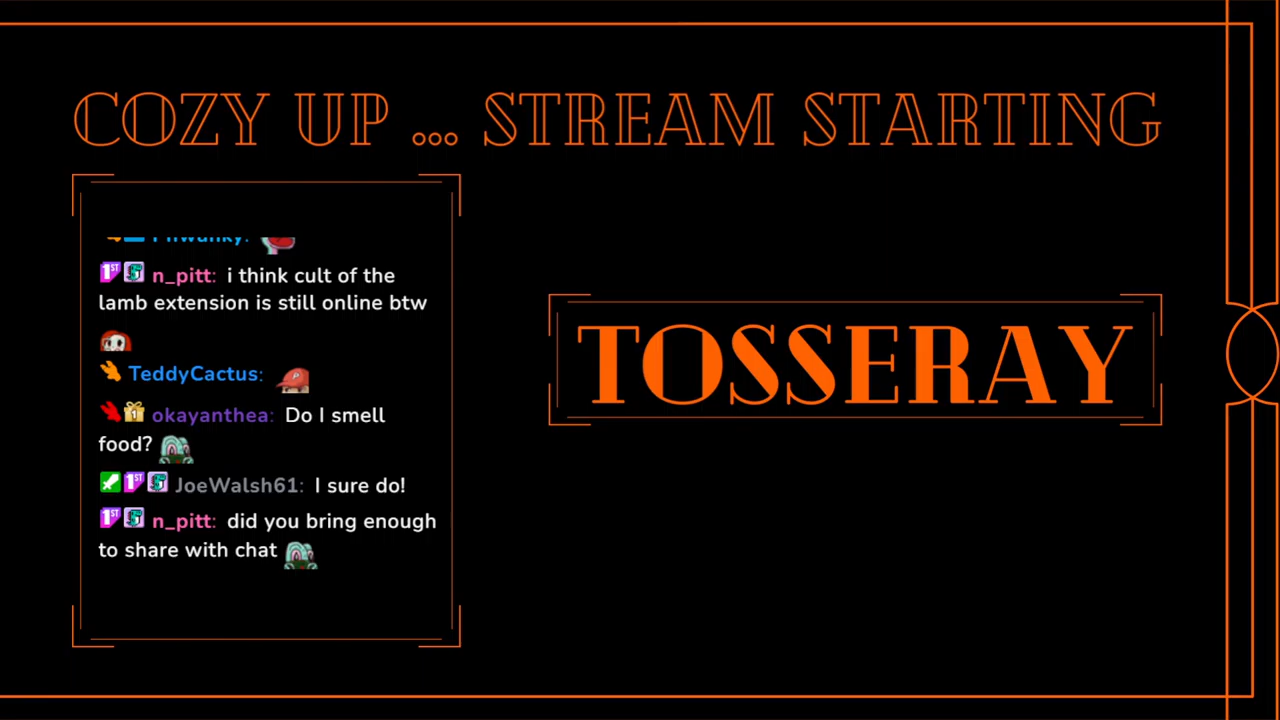 COZY UP ... STREAM STARTING
n_pitt: i think cult of the
lamb extension is still online btw
TeddyCactus:
okayanthea: Do I smell
food?
JoeWalsh61: I sure do!
n_pitt: did you bring enough
to share with chat
TOSSERAY